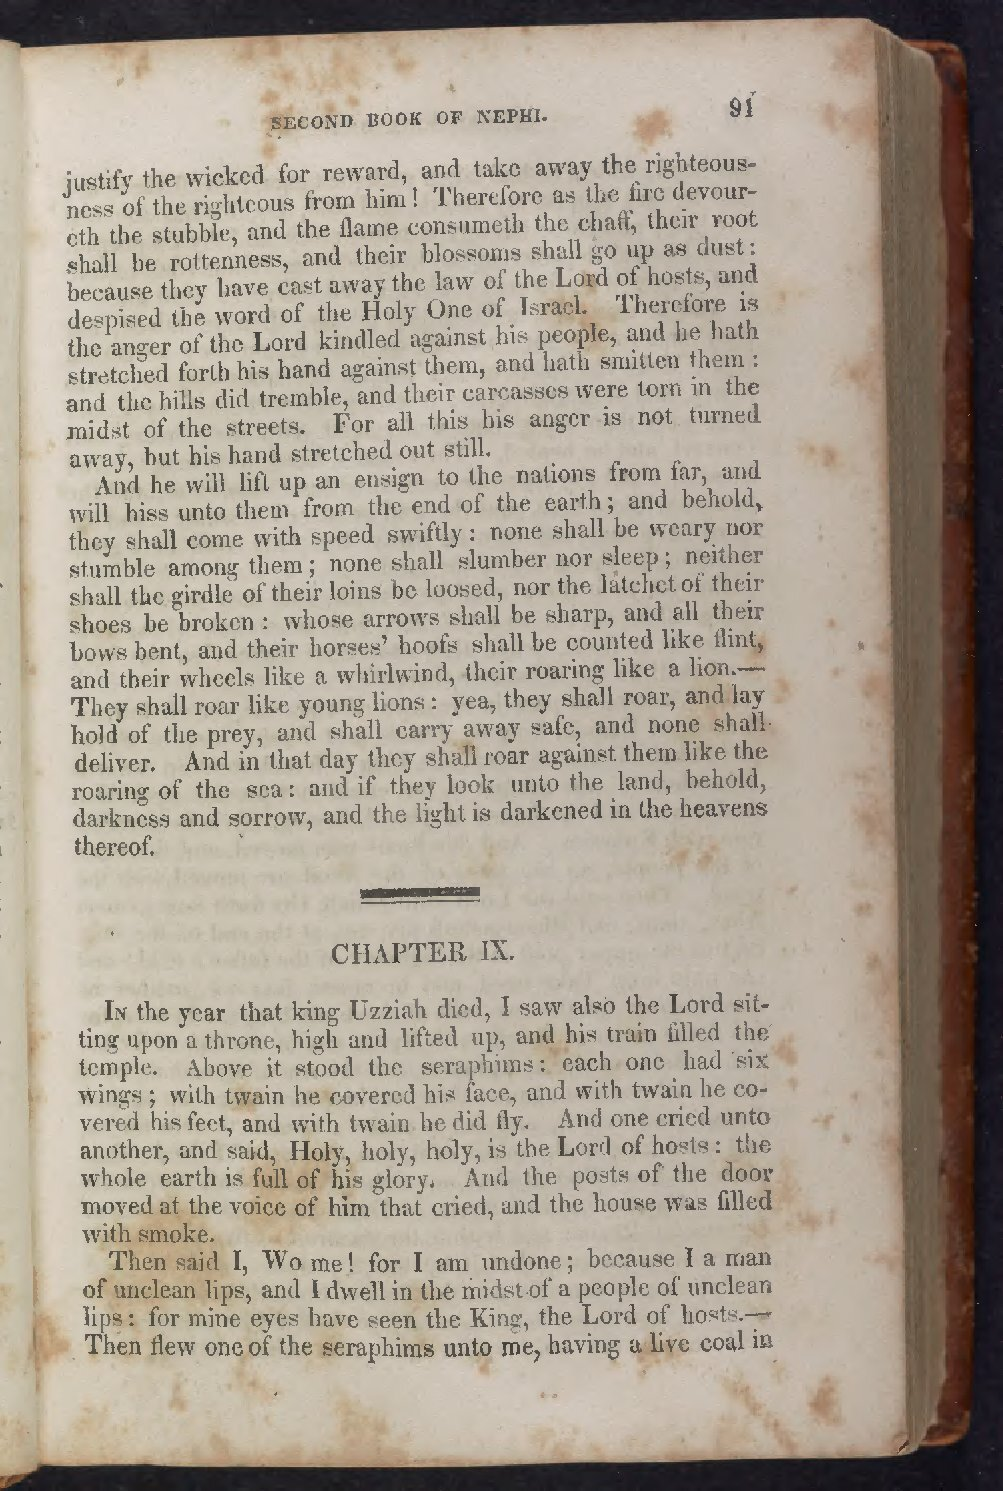 SECOND BOOK OF NEPHI. 91
justify the wicked for reward, and take away the righteous-
ness of the righteous from him! Therefore as the fire devour-
eth the stubble, and the flame consumeth the chaff, their root
shall be rottenness, and their blossoms shall go up as dust:
because they have cast away the law of the Lord of hosts, and
despised the word of the Holy One of Israel. Therefore is
the anger of the Lord kindled against his people, and he hath
stretched forth his hand against them, and hath smitten them :
and the hills did tremble, and their carcasses were torn in the
midst of the streets. For all this his anger is not turned
away, but his hand stretched out still.
And he will lift up an ensign to the nations from far, and
will hiss unto them from the end of the earth; and behold,
they shall come with speed swiftly: none shall be weary nor
stumble among them; none shall slumber nor sleep; neither
shall the girdle of their loins be loosed, nor the latchet of their
shoes be broken: whose arrows shall be sharp, and all their
bows bent, and their horses' hoofs shall be counted like flint,
and their wheels like a whirlwind, their roaring like a lion.—
They shall roar like young lions: yea, they shall roar, and lay
hold of the prey, and shall carry away safe, and none shall
deliver. And in that day they shall roar against them like the
roaring of the sea: and if they look unto the land, behold,
darkness and sorrow, and the light is darkened in the heavens
thereof.
CHAPTER IX.
IN the year that king Uzziah died, I saw also the Lord sit-
ting upon a throne, high and lifted up, and his train filled the
temple. Above it stood the seraphims: each one had six
wings; with twain he covered his face, and with twain he co-
vered his feet, and with twain he did fly. And one cried unto
another, and said, Holy, holy, holy, is the Lord of hosts: the
whole earth is full of his glory. And the posts of the door
moved at the voice of him that cried, and the house was filled
with smoke.
Then said I, Wo me! for I am undone; because I a man
of unclean lips, and I dwell in the midst of a people of unclean
lips: for mine eyes have seen the King, the Lord of hosts.—
Then flew one of the seraphims unto me, having a live coal in